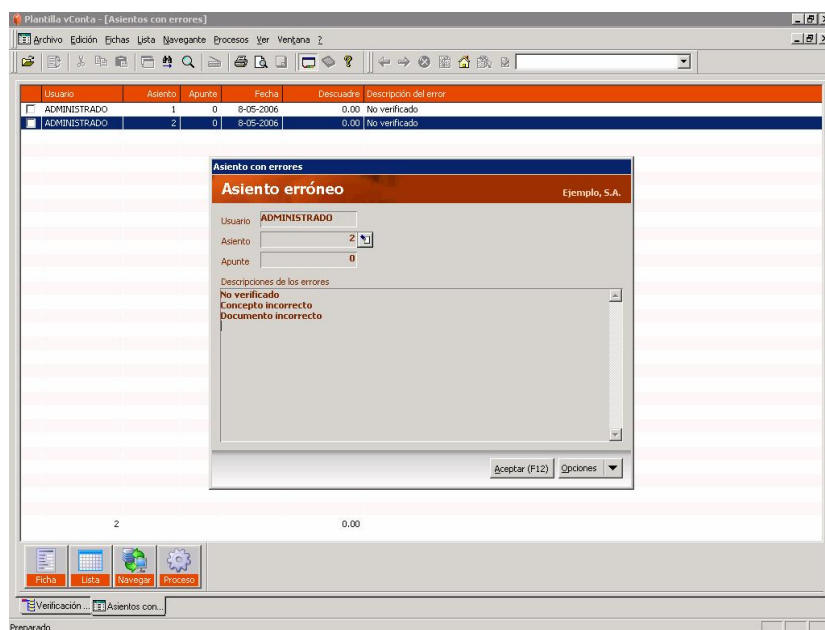 Plantilla vConta - [Asientos con errores]
Archivo Edición Fichas Lista Navegante Procesos Ver Ventana ?
Usuario Asiento Apunte Fecha Descuadre Descripción del error
ADMINISTRADO 1 0 8-05-2006 0.00 No verificado
ADMINISTRADO 2 0 8-05-2006 0.00 No verificado
Asiento con errores
Asiento erróneo Ejemplo, S.A.
Usuario ADMINISTRADO
Asiento 2
Apunte 0
Descripciones de los errores
No verificado
Concepto incorrecto
Documento incorrecto
Aceptar (F12) Opciones
2 0.00
Ficha Lista Navegar Proceso
Verificación ... Asientos con...
Preparado